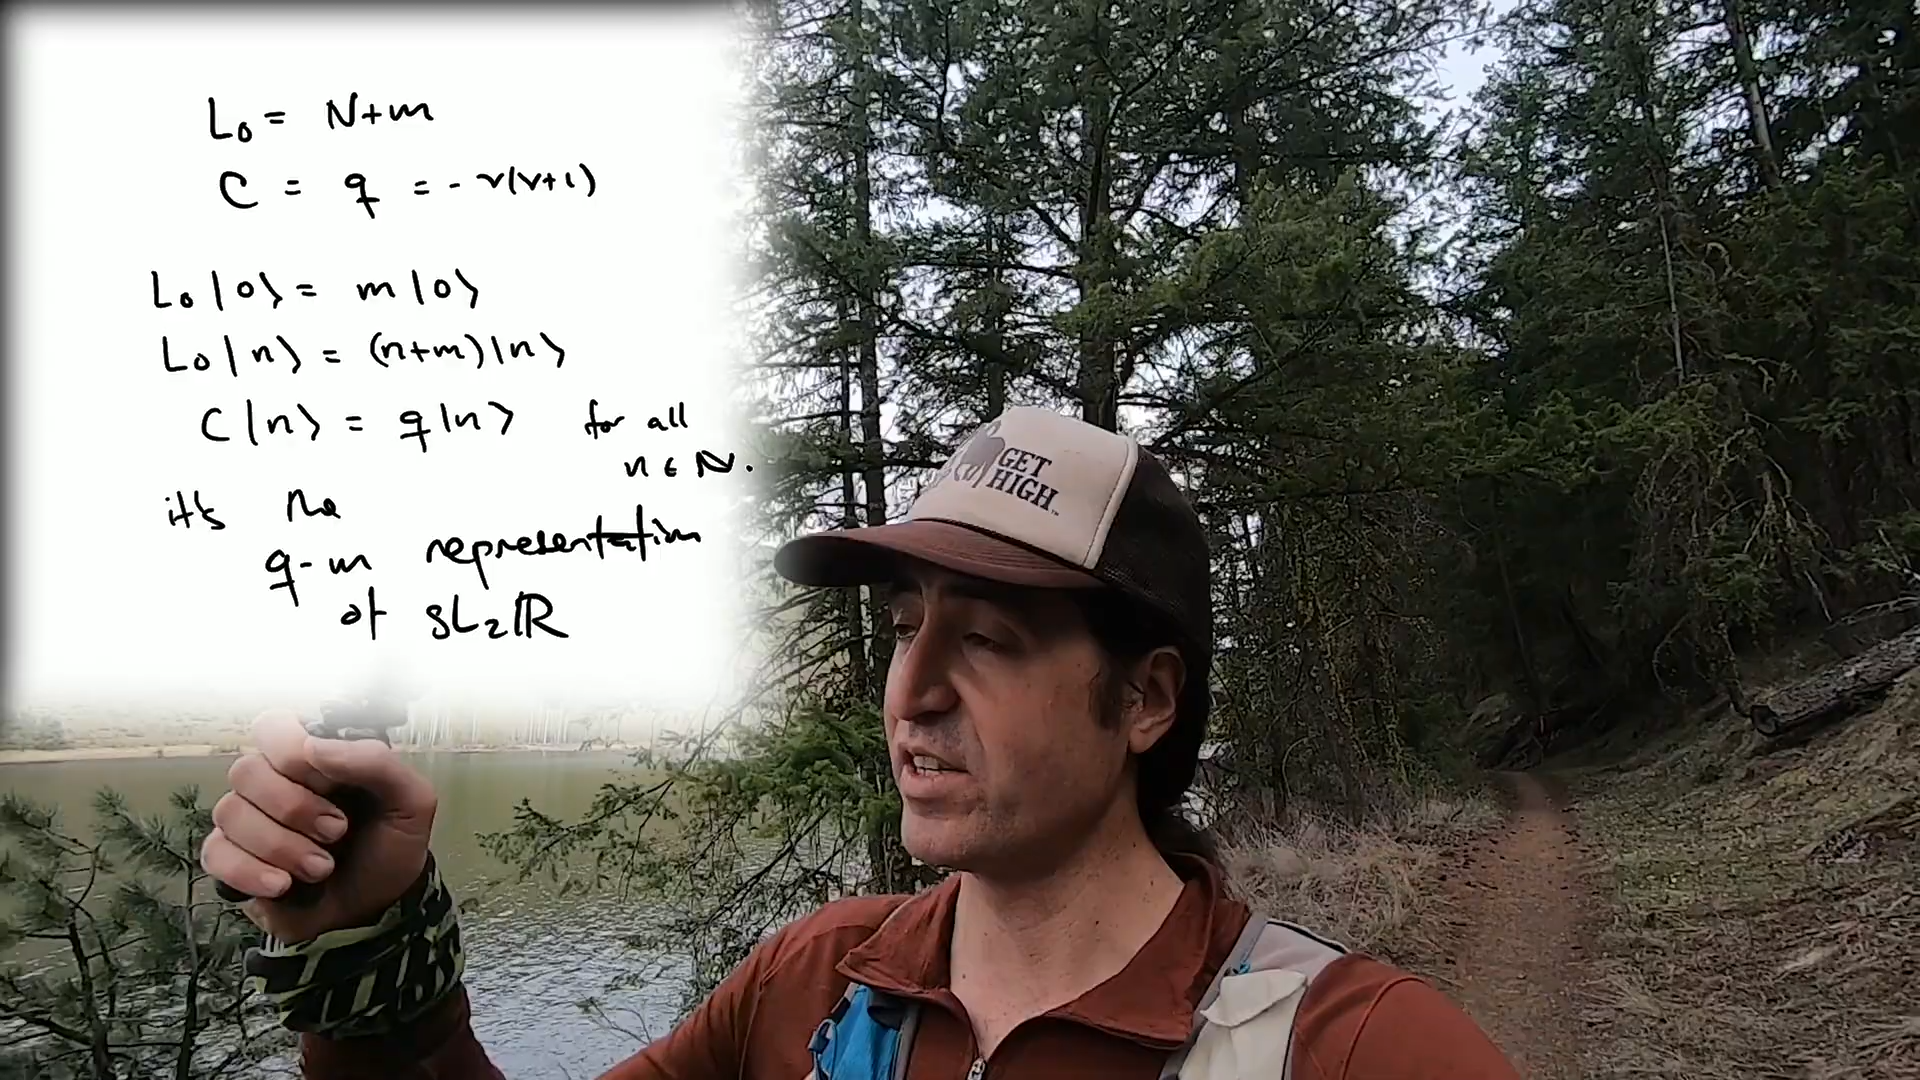 L₀ = N+m
C = q = -ν(ν+1)
L₀|0⟩ = m|0⟩
L₀|n⟩ = (n+m)|n⟩
C|n⟩ = q|n⟩ for all
n ∈ ℕ.
it's the
q-m representation
of sL₂ℝ
GET
HIGH